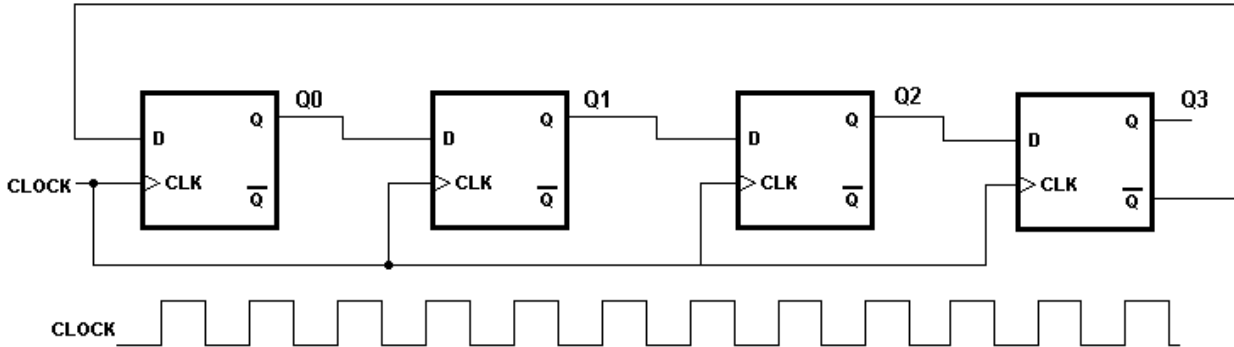 Q0 Q1 Q2 Q3
Q Q Q Q
D D D D
CLOCK CLK CLK CLK CLK
Q̅ Q̅ Q̅ Q̅
CLOCK